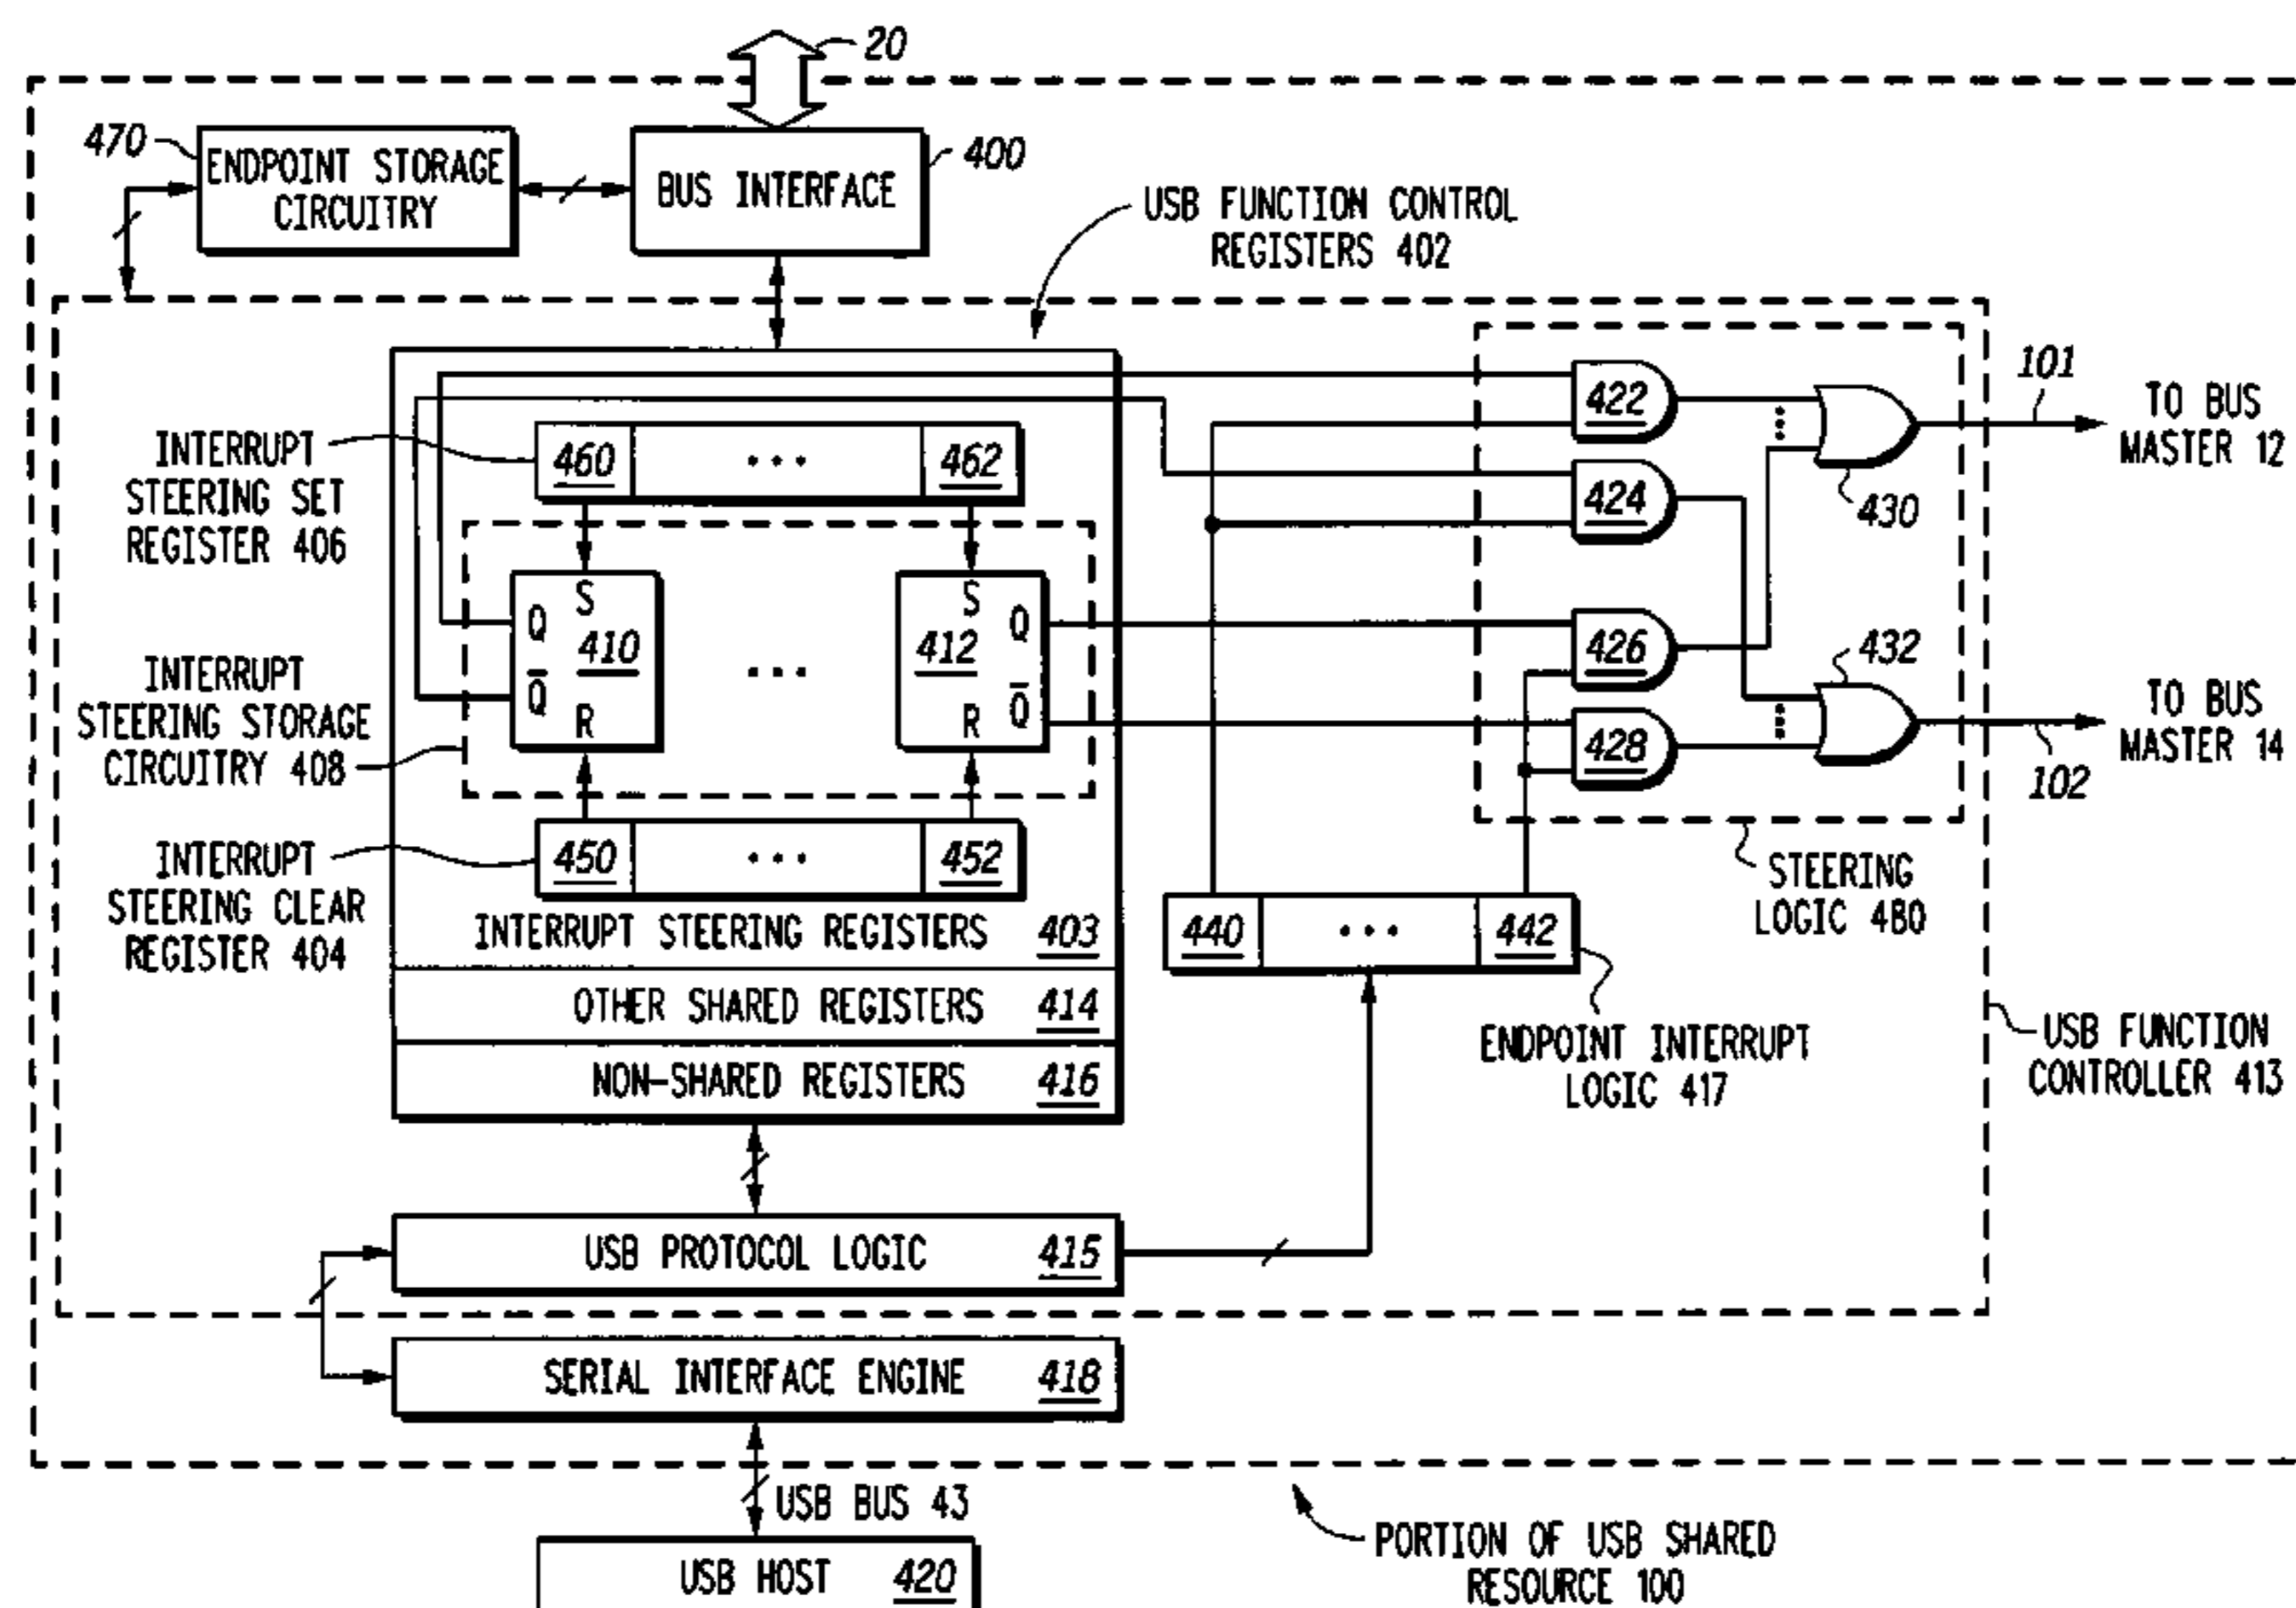 20
470
ENDPOINT STORAGE
CIRCUITRY
BUS INTERFACE
400
USB FUNCTION CONTROL
REGISTERS 402
INTERRUPT
STEERING SET
REGISTER 406
460 ... 462
S
Q
410
Q
R
...
S
412 Q
Q
R
INTERRUPT
STEERING STORAGE
CIRCUITRY 408
INTERRUPT
STEERING CLEAR
REGISTER 404
450 ... 452
INTERRUPT STEERING REGISTERS 403
OTHER SHARED REGISTERS 414
NON-SHARED REGISTERS 416
422
424
426
428
430
432
101
TO BUS
MASTER 12
TO BUS
MASTER 14
102
STEERING
LOGIC 480
440 ... 442
ENDPOINT INTERRUPT
LOGIC 417
USB FUNCTION
CONTROLLER 413
USB PROTOCOL LOGIC 415
SERIAL INTERFACE ENGINE 418
USB BUS 43
USB HOST 420
PORTION OF USB SHARED
RESOURCE 100